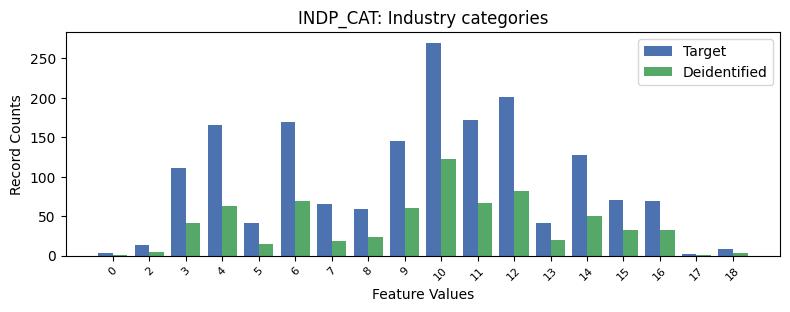 INDP_CAT: Industry categories
Target
Deidentified
Record Counts
250
200
150
100
50
0
0 2 3 4 5 6 7 8 9 10 11 12 13 14 15 16 17 18
Feature Values